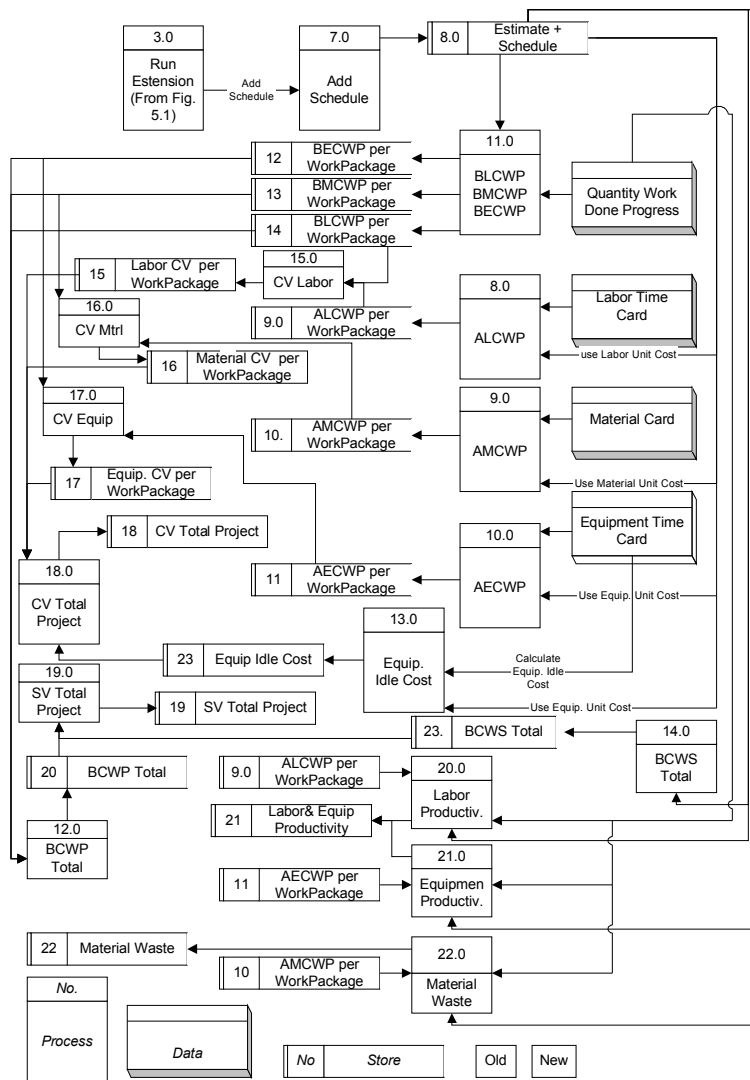 3.0
Run
Estension
(From Fig.
5.1)
Add
Schedule
7.0
Add
Schedule
8.0
Estimate +
Schedule
11.0
BLCWP
BMCWP
BECWP
Quantity Work
Done Progress
12
BECWP per
WorkPackage
13
BMCWP per
WorkPackage
14
BLCWP per
WorkPackage
15
Labor CV per
WorkPackage
15.0
CV Labor
16.0
CV Mtrl
9.0
ALCWP per
WorkPackage
8.0
ALCWP
Labor Time
Card
use Labor Unit Cost
16
Material CV per
WorkPackage
17.0
CV Equip
10.
AMCWP per
WorkPackage
9.0
AMCWP
Material Card
Use Material Unit Cost
17
Equip. CV per
WorkPackage
18
CV Total Project
18.0
CV Total
Project
11
AECWP per
WorkPackage
10.0
AECWP
Equipment Time
Card
Use Equip. Unit Cost
13.0
Equip.
Idle Cost
Calculate
Equip. Idle
Cost
Use Equip. Unit Cost
23
Equip Idle Cost
19.0
SV Total
Project
19
SV Total Project
23.
BCWS Total
14.0
BCWS
Total
20
BCWP Total
12.0
BCWP
Total
9.0
ALCWP per
WorkPackage
20.0
Labor
Productiv.
21
Labor& Equip
Productivity
21.0
Equipmen
Productiv.
11
AECWP per
WorkPackage
22
Material Waste
22.0
Material
Waste
10
AMCWP per
WorkPackage
No.
Process
Data
No
Store
Old
New